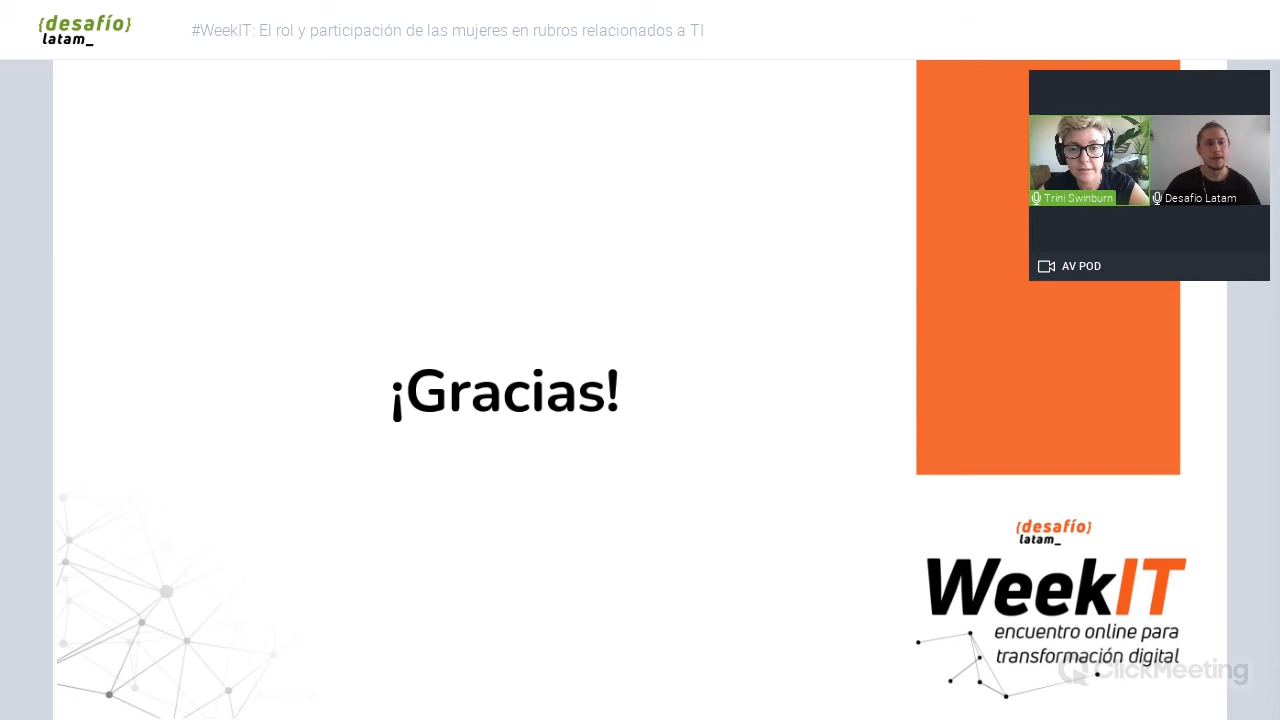 {desafío}
latam_
#WeekIT: El rol y participación de las mujeres en rubros relacionados a TI
Trini Swinburn
Desafío Latam
AV POD
¡Gracias!
{desafío}
latam_
WeekIT
encuentro online para
transformación digital
ClickMeeting